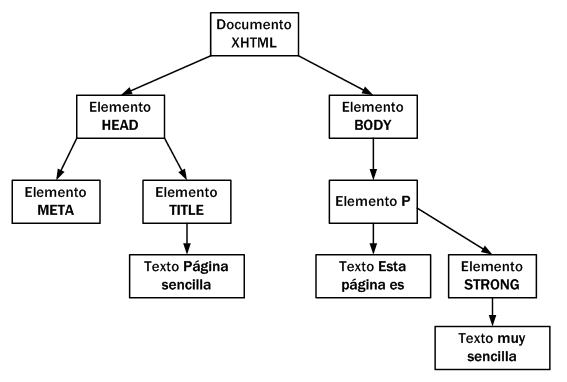 Documento
XHTML
Elemento
HEAD
Elemento
BODY
Elemento
META
Elemento
TITLE
Elemento P
Texto Página
sencilla
Texto Esta
página es
Elemento
STRONG
Texto muy
sencilla